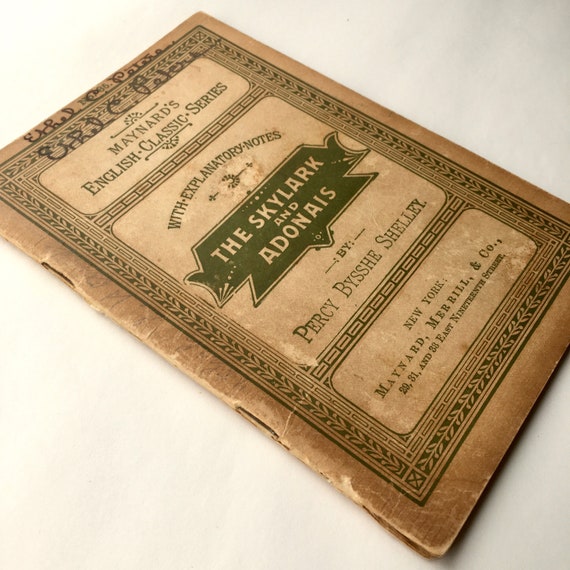 MAYNARD'S
ENGLISH · CLASSIC · SERIES
WITH · EXPLANATORY · NOTES
THE SKYLARK
AND
ADONAIS
—: BY: —
PERCY BYSSHE SHELLEY.
NEW YORK:
MAYNARD, MERRILL, & CO.,
29, 31, AND 33 EAST NINETEENTH STREET.